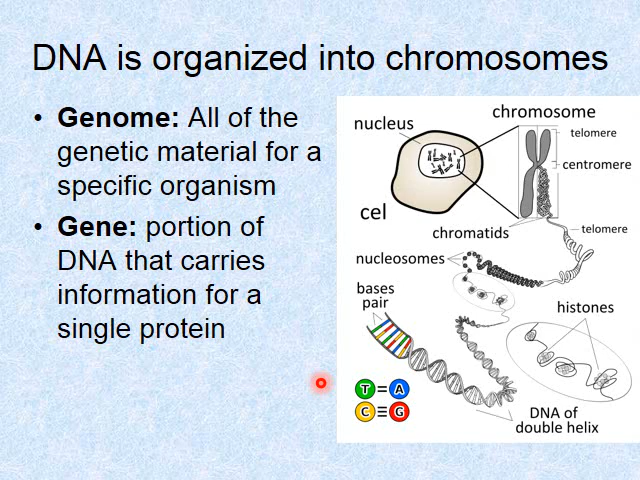 DNA is organized into chromosomes
• Genome: All of the
genetic material for a
specific organism
• Gene: portion of
DNA that carries
information for a
single protein
chromosome
nucleus
telomere
centromere
cell
chromatids
telomere
nucleosomes
bases
pair
histones
T=A
C≡G
DNA of
double helix